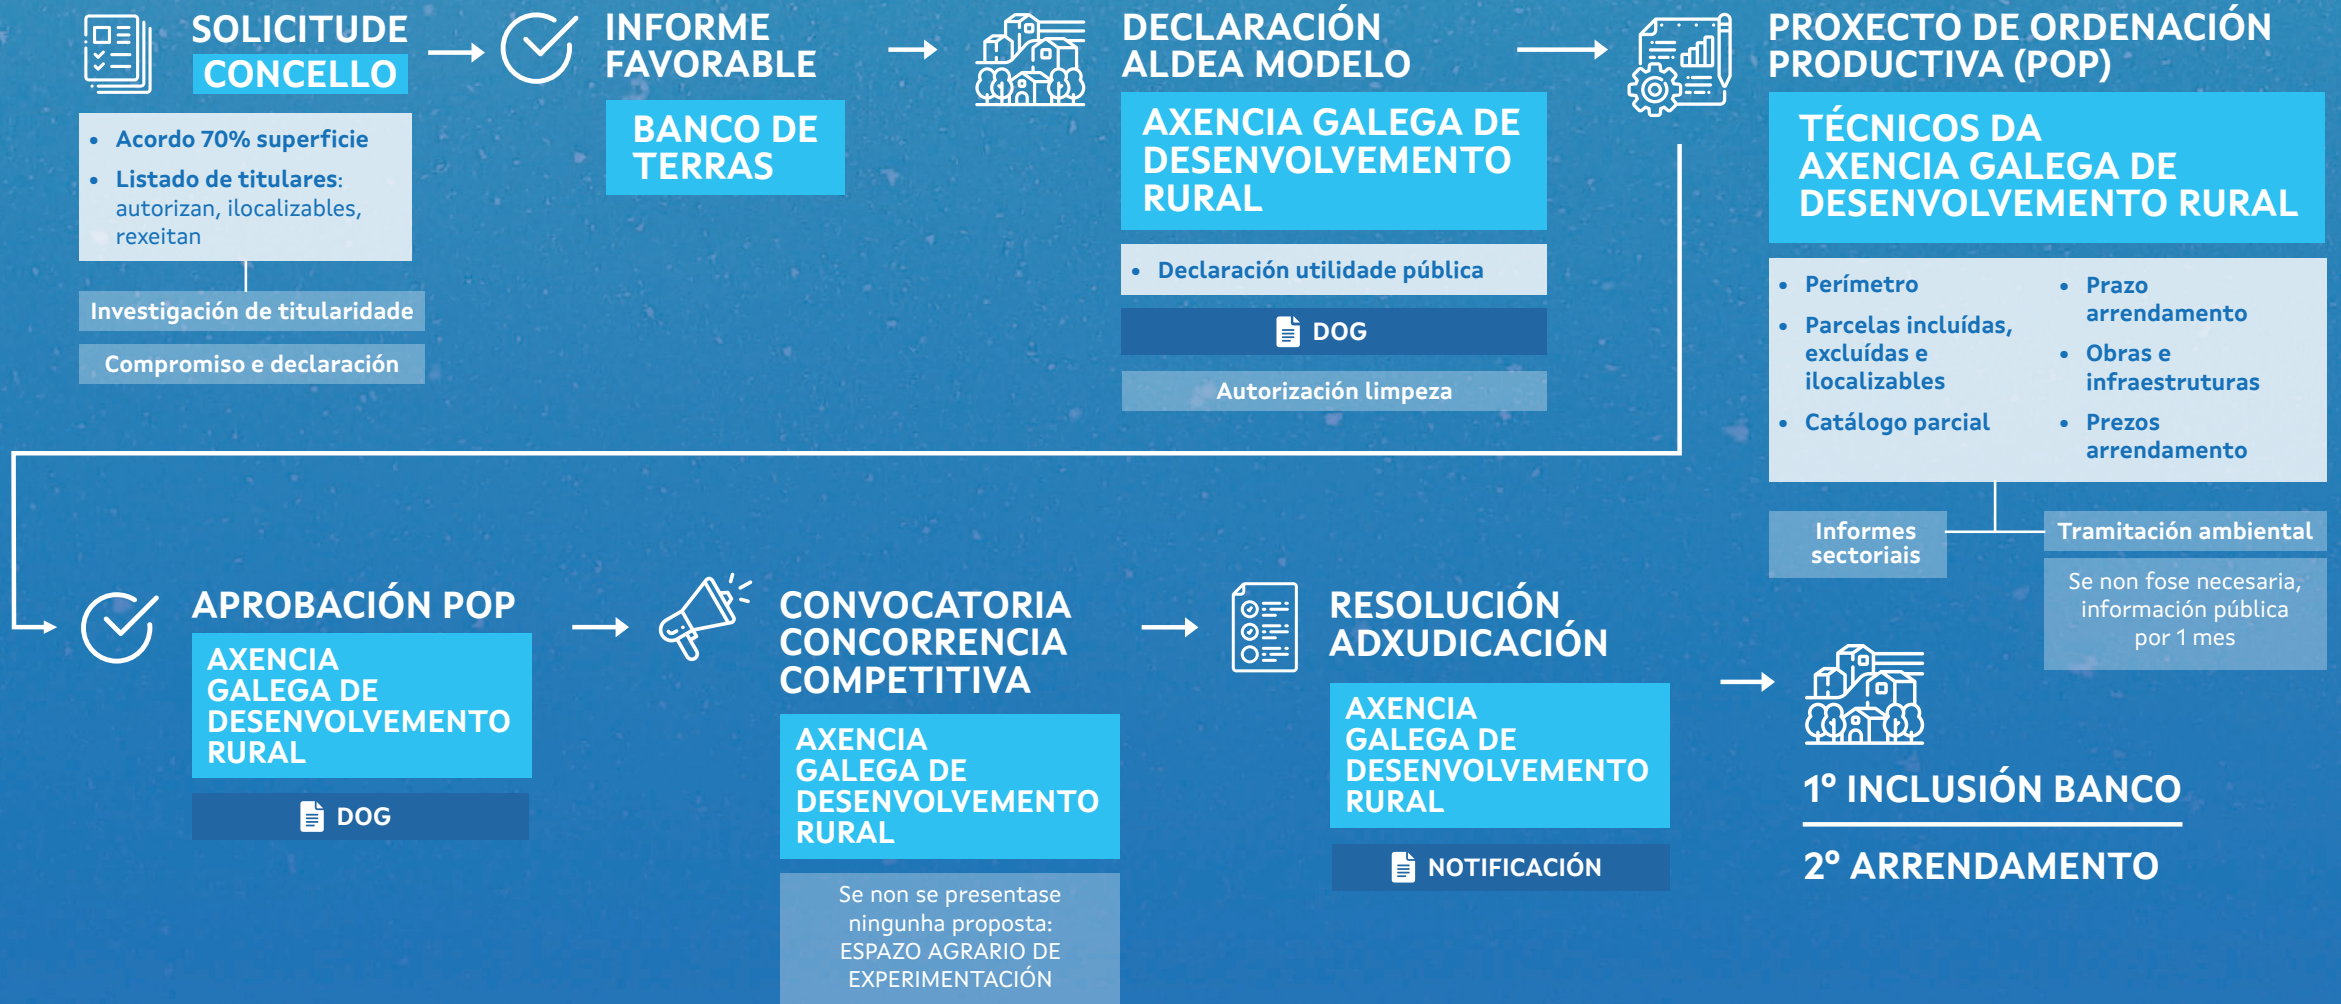 SOLICITUDE
CONCELLO
• Acordo 70% superficie
• Listado de titulares:
autorizan, ilocalizables,
rexeitan
Investigación de titularidade
Compromiso e declaración
INFORME
FAVORABLE
BANCO DE
TERRAS
DECLARACIÓN
ALDEA MODELO
AXENCIA GALEGA DE
DESENVOLVEMENTO
RURAL
• Declaración utilidade pública
DOG
Autorización limpeza
PROXECTO DE ORDENACIÓN
PRODUCTIVA (POP)
TÉCNICOS DA
AXENCIA GALEGA DE
DESENVOLVEMENTO RURAL
• Perímetro
• Parcelas incluídas,
excluídas e
ilocalizables
• Catálogo parcial
• Prazo
arrendamento
• Obras e
infraestruturas
• Prezos
arrendamento
Informes
sectoriais
Tramitación ambiental
Se non fose necesaria,
información pública
por 1 mes
APROBACIÓN POP
AXENCIA
GALEGA DE
DESENVOLVEMENTO
RURAL
DOG
CONVOCATORIA
CONCORRENCIA
COMPETITIVA
AXENCIA
GALEGA DE
DESENVOLVEMENTO
RURAL
Se non se presentase
ningunha proposta:
ESPAZO AGRARIO DE
EXPERIMENTACIÓN
RESOLUCIÓN
ADXUDICACIÓN
AXENCIA
GALEGA DE
DESENVOLVEMENTO
RURAL
NOTIFICACIÓN
1º INCLUSIÓN BANCO
2º ARRENDAMENTO